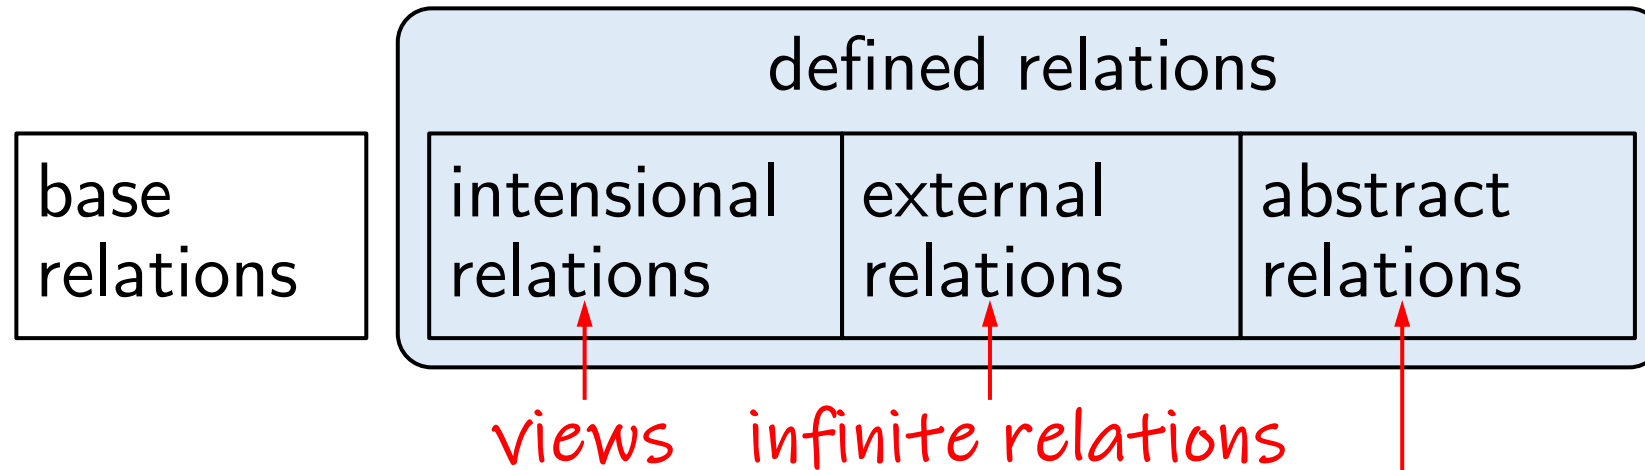 defined relations
base
relations
intensional
relations
external
relations
abstract
relations
views
infinite relations